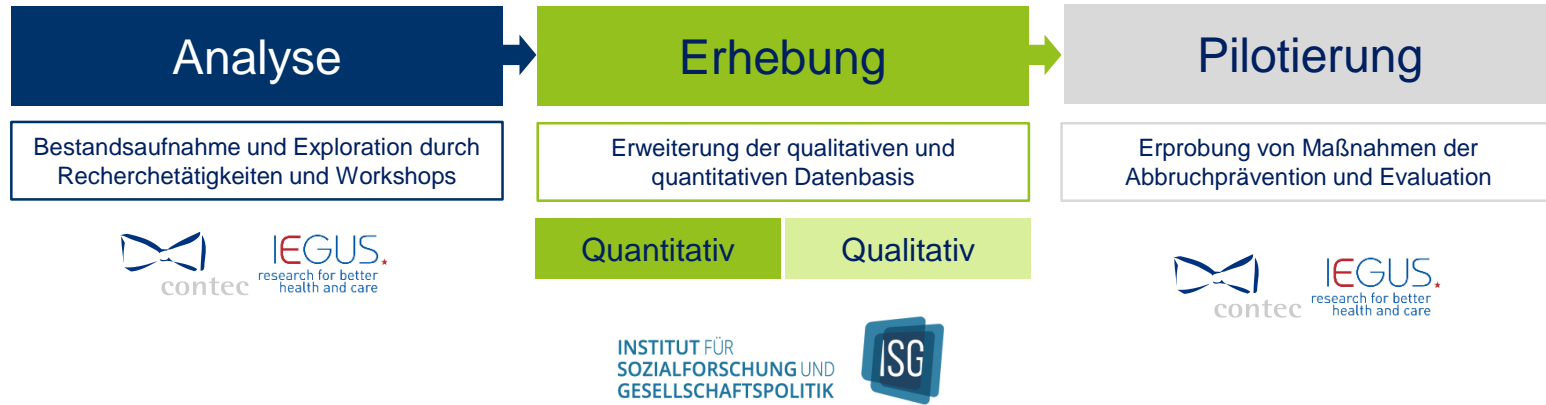 Analyse
Bestandsaufnahme und Exploration durch
Recherchetätigkeiten und Workshops
contec
IEGUS
research for better
health and care
Erhebung
Erweiterung der qualitativen und
quantitativen Datenbasis
Quantitativ
Qualitativ
INSTITUT FÜR
SOZIALFORSCHUNG UND
GESELLSCHAFTSPOLITIK
ISG
Pilotierung
Erprobung von Maßnahmen der
Abbruchprävention und Evaluation
contec
IEGUS
research for better
health and care